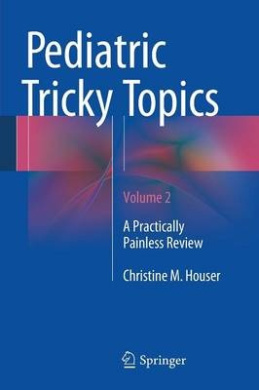 Pediatric
Tricky Topics
Volume 2
A Practically
Painless Review
Christine M. Houser
Springer